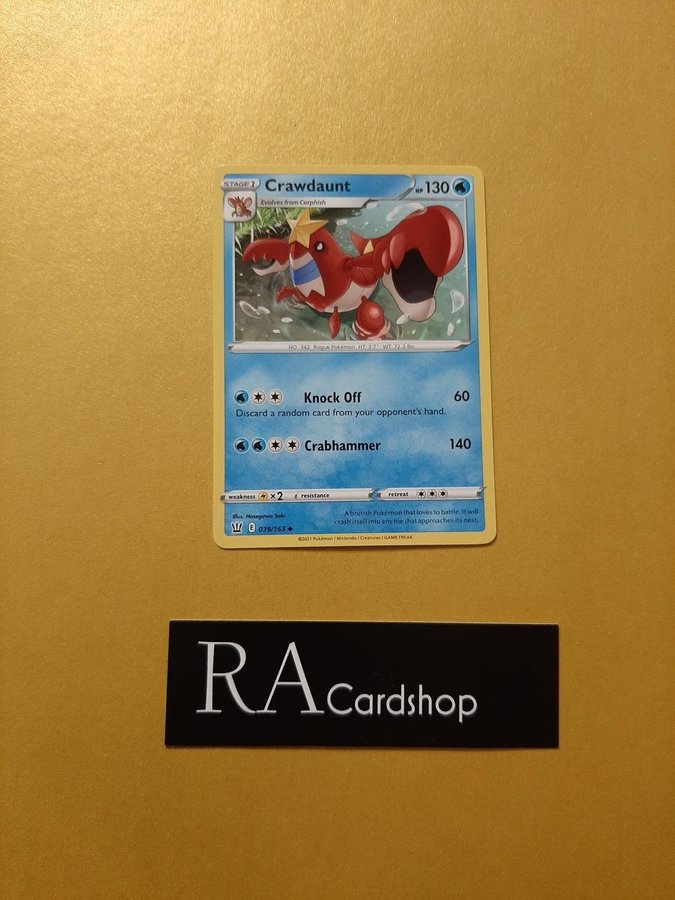 STAGE 1 Crawdaunt HP 130
Evolves from Corphish
NO. 342 Rogue Pokémon HT: 3'7" WT: 72.3 lbs.
Knock Off 60
Discard a random card from your opponent's hand.
Crabhammer 140
weakness ×2 resistance retreat
Illus. Hasegawa Saki
A brutish Pokémon that loves to battle. It will
crash itself into any foe that approaches its nest.
E 039/163
©2021 Pokémon / Nintendo / Creatures / GAME FREAK
RA Cardshop